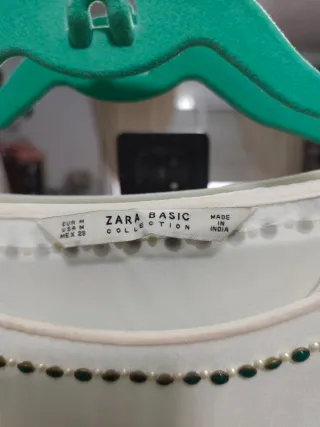 EUR M
USA M
MEX 28
ZARA BASIC
COLLECTION
MADE
IN
INDIA